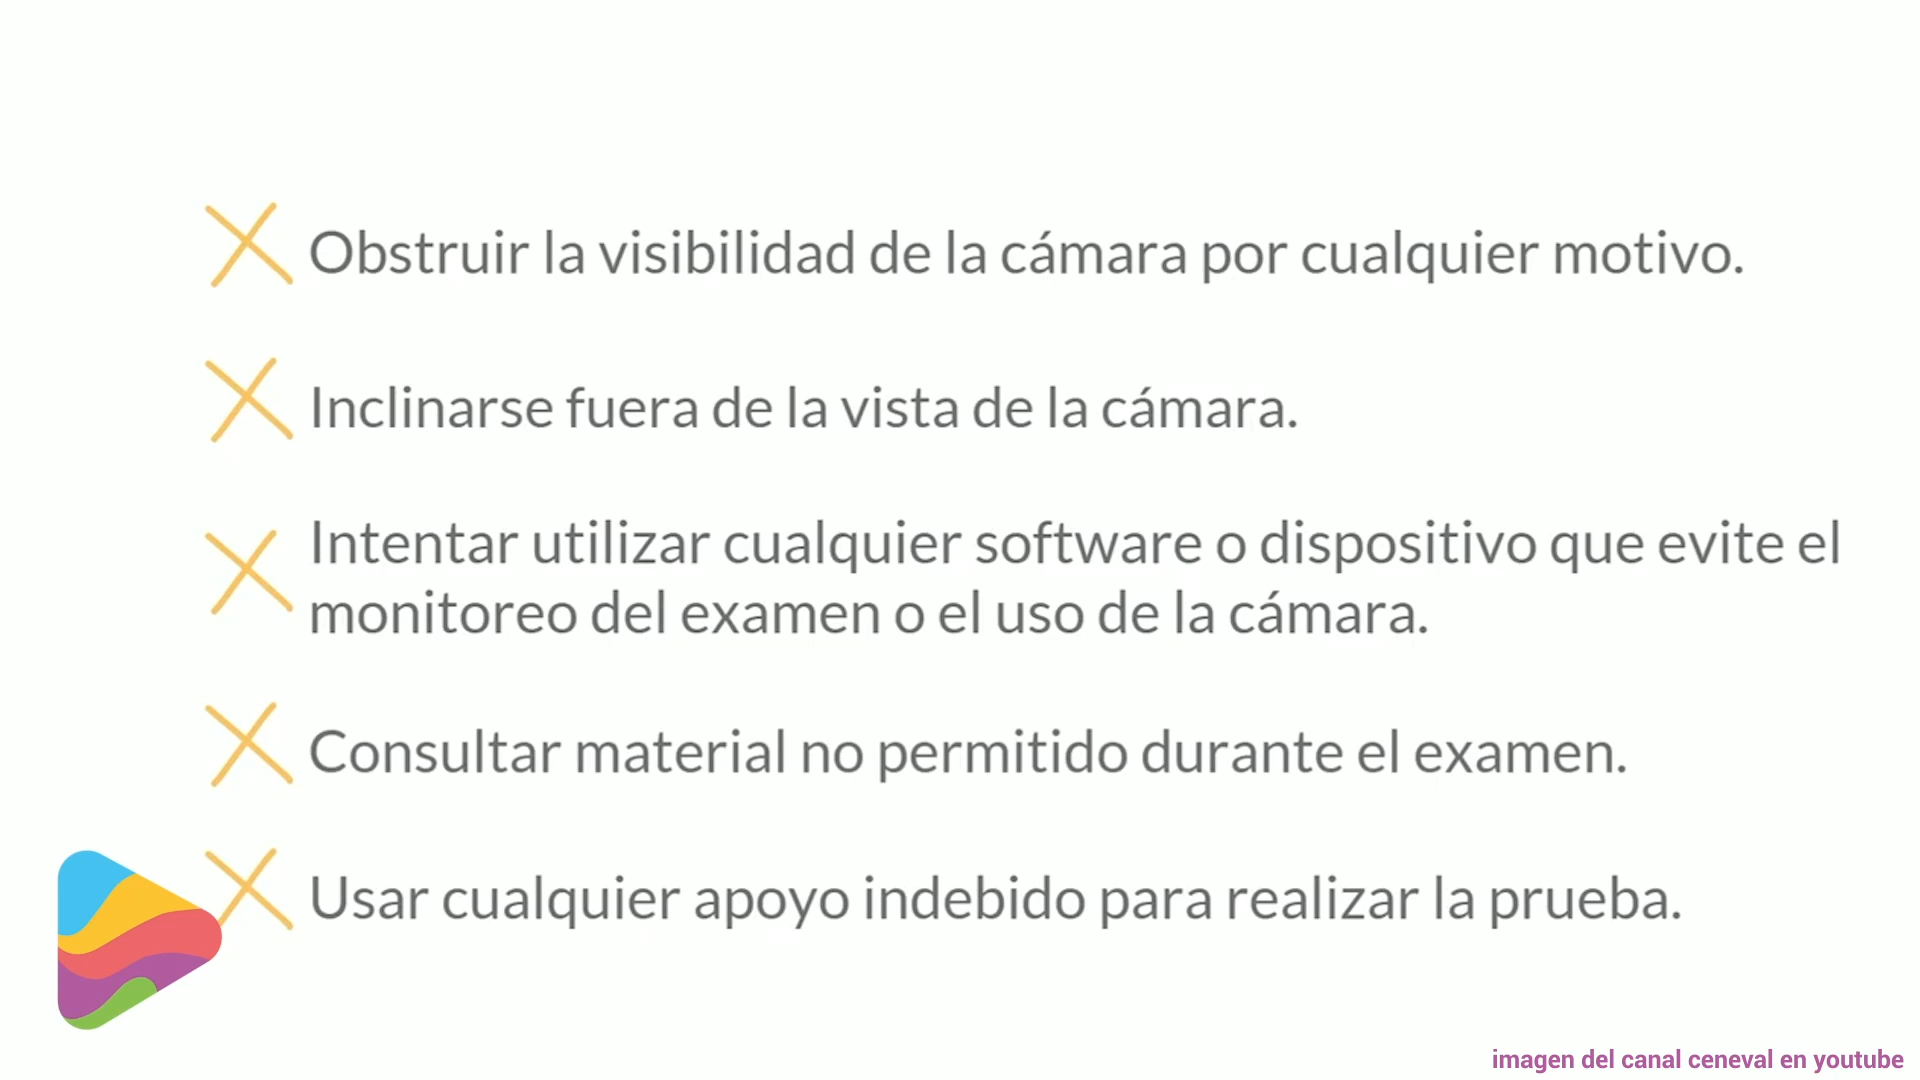 Obstruir la visibilidad de la cámara por cualquier motivo.
Inclinarse fuera de la vista de la cámara.
Intentar utilizar cualquier software o dispositivo que evite el
monitoreo del examen o el uso de la cámara.
Consultar material no permitido durante el examen.
Usar cualquier apoyo indebido para realizar la prueba.
imagen del canal ceneval en youtube